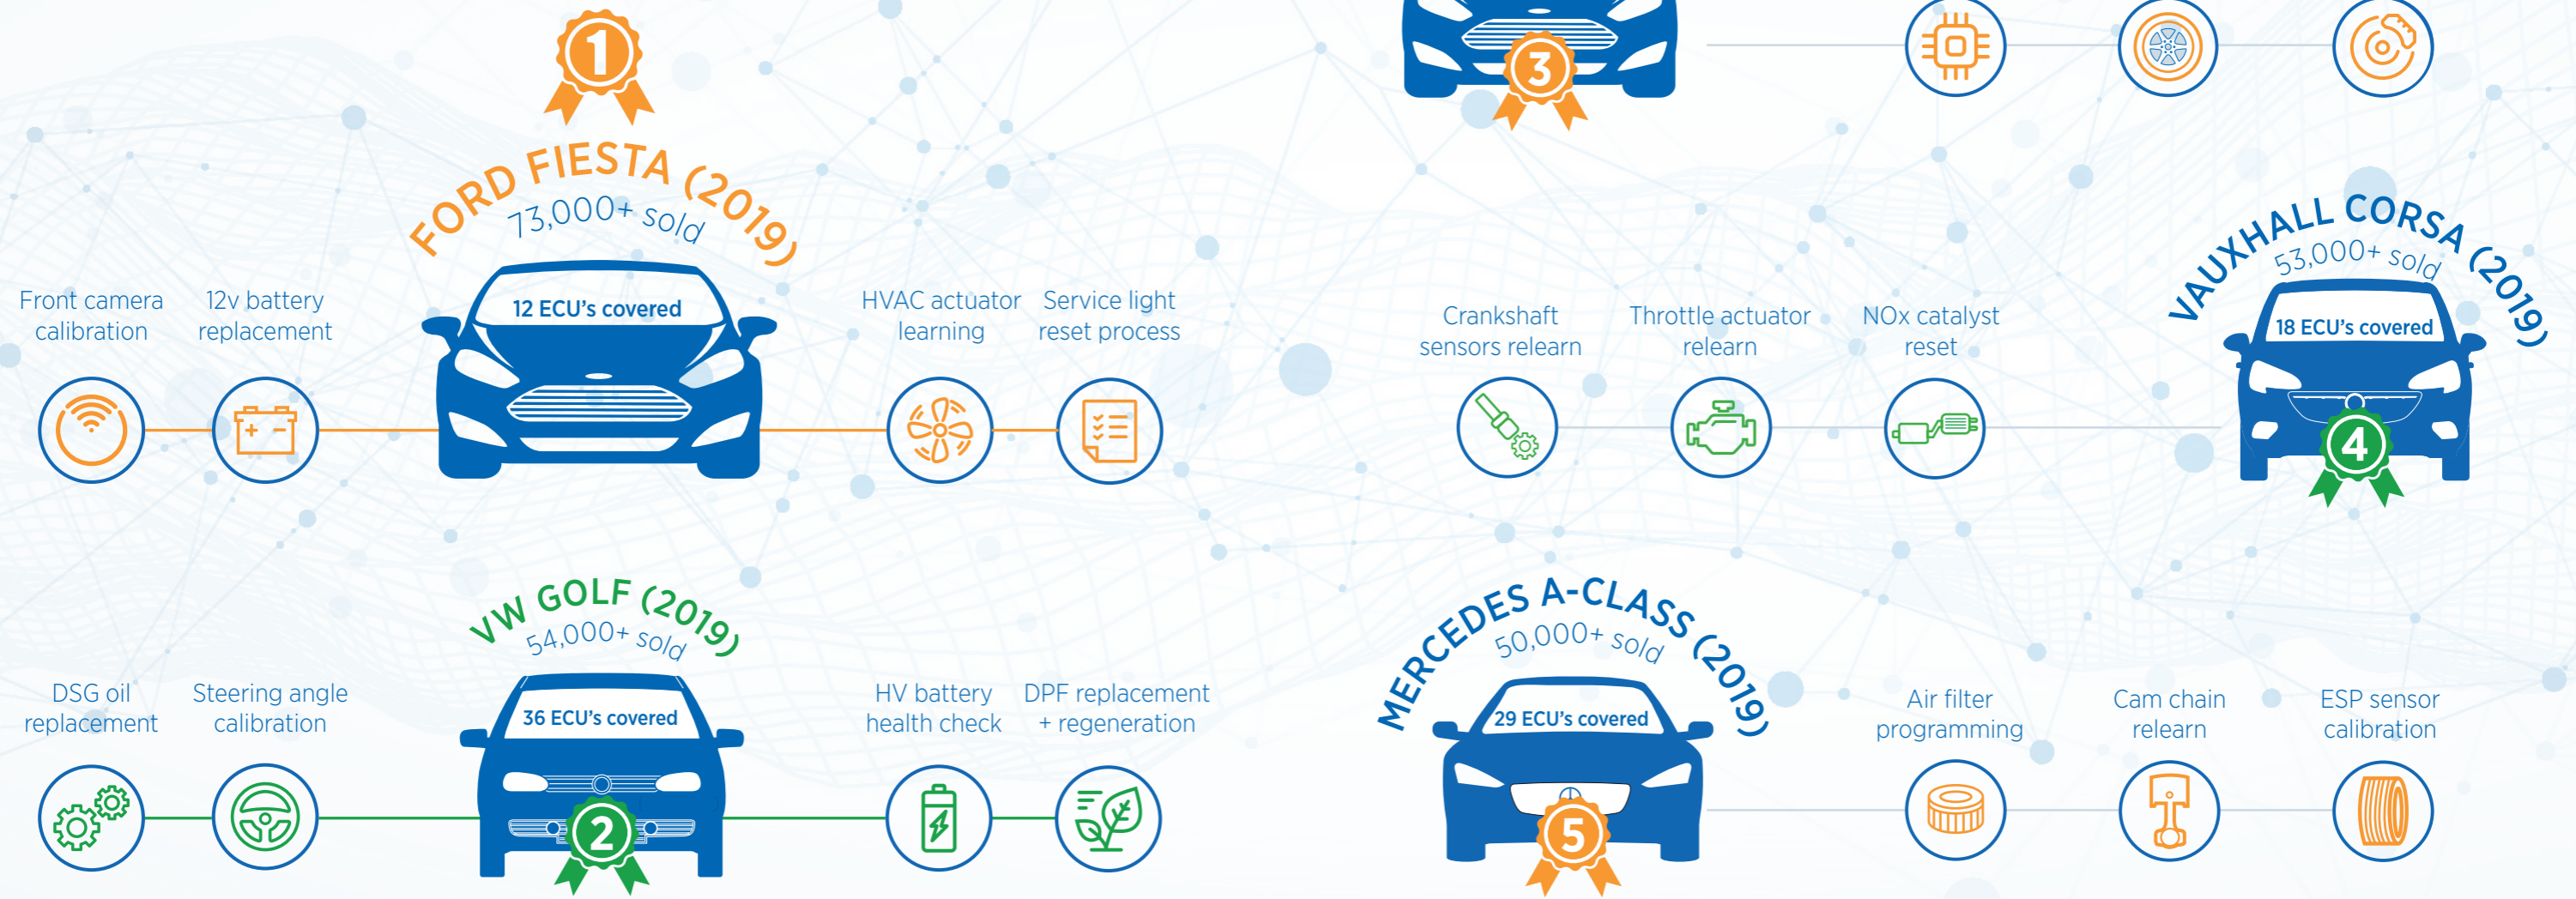 1
FORD FIESTA (2019)
73,000+ sold
Front camera
calibration
12v battery
replacement
12 ECU's covered
HVAC actuator
learning
Service light
reset process
2
VW GOLF (2019)
54,000+ sold
DSG oil
replacement
Steering angle
calibration
36 ECU's covered
HV battery
health check
DPF replacement
+ regeneration
3
VAUXHALL CORSA (2019)
53,000+ sold
Crankshaft
sensors relearn
Throttle actuator
relearn
NOx catalyst
reset
18 ECU's covered
4
MERCEDES A-CLASS (2019)
50,000+ sold
29 ECU's covered
5
Air filter
programming
Cam chain
relearn
ESP sensor
calibration